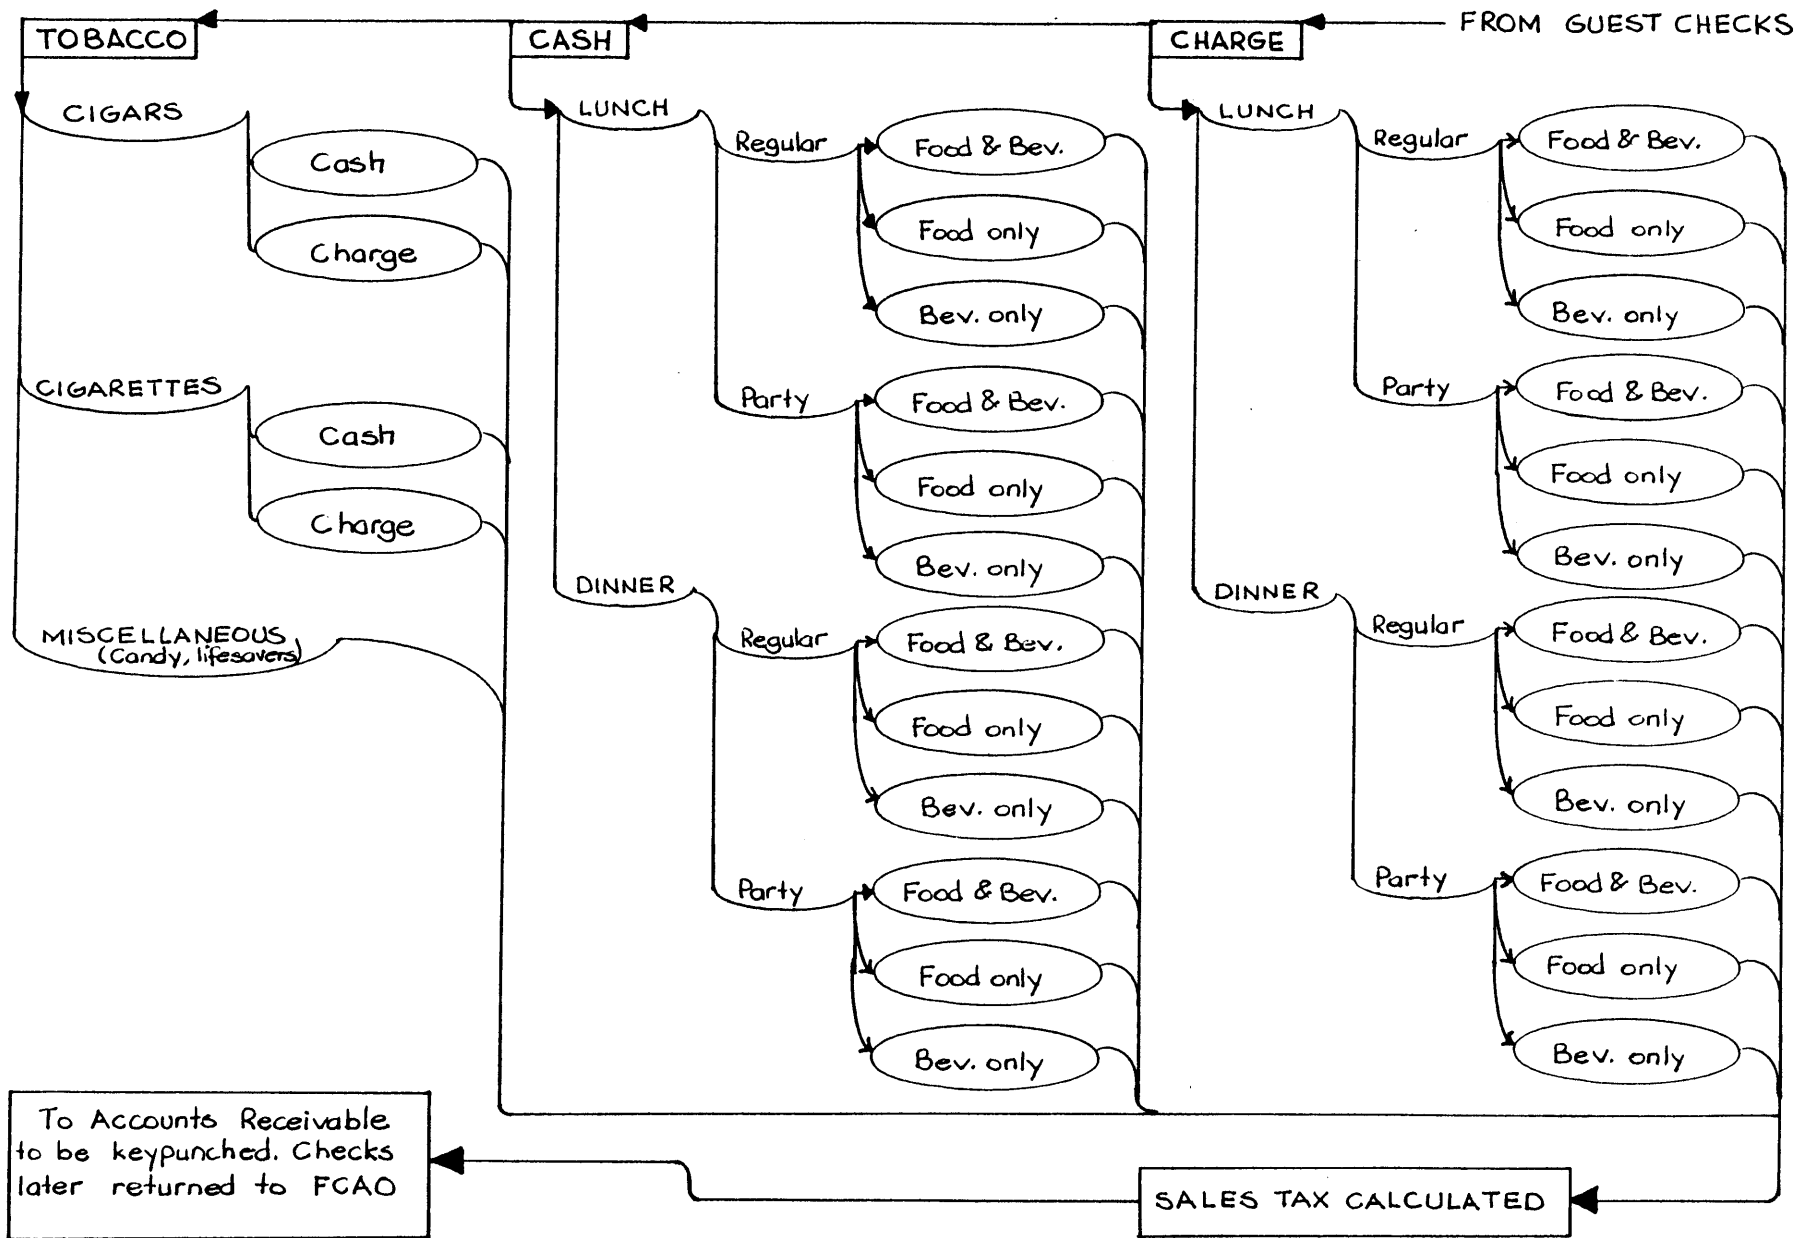 FROM GUEST CHECKS
TOBACCO
CIGARS
Cash
Charge
CIGARETTES
Cash
Charge
MISCELLANEOUS
(Candy, lifesavers)
CASH
LUNCH
Regular
Food & Bev.
Food only
Bev. only
Party
Food & Bev.
Food only
Bev. only
DINNER
Regular
Food & Bev.
Food only
Bev. only
Party
Food & Bev.
Food only
Bev. only
CHARGE
LUNCH
Regular
Food & Bev.
Food only
Bev. only
Party
Food & Bev.
Food only
Bev. only
DINNER
Regular
Food & Bev.
Food only
Bev. only
Party
Food & Bev.
Food only
Bev. only
SALES TAX CALCULATED
To Accounts Receivable
to be keypunched. Checks
later returned to FCAO